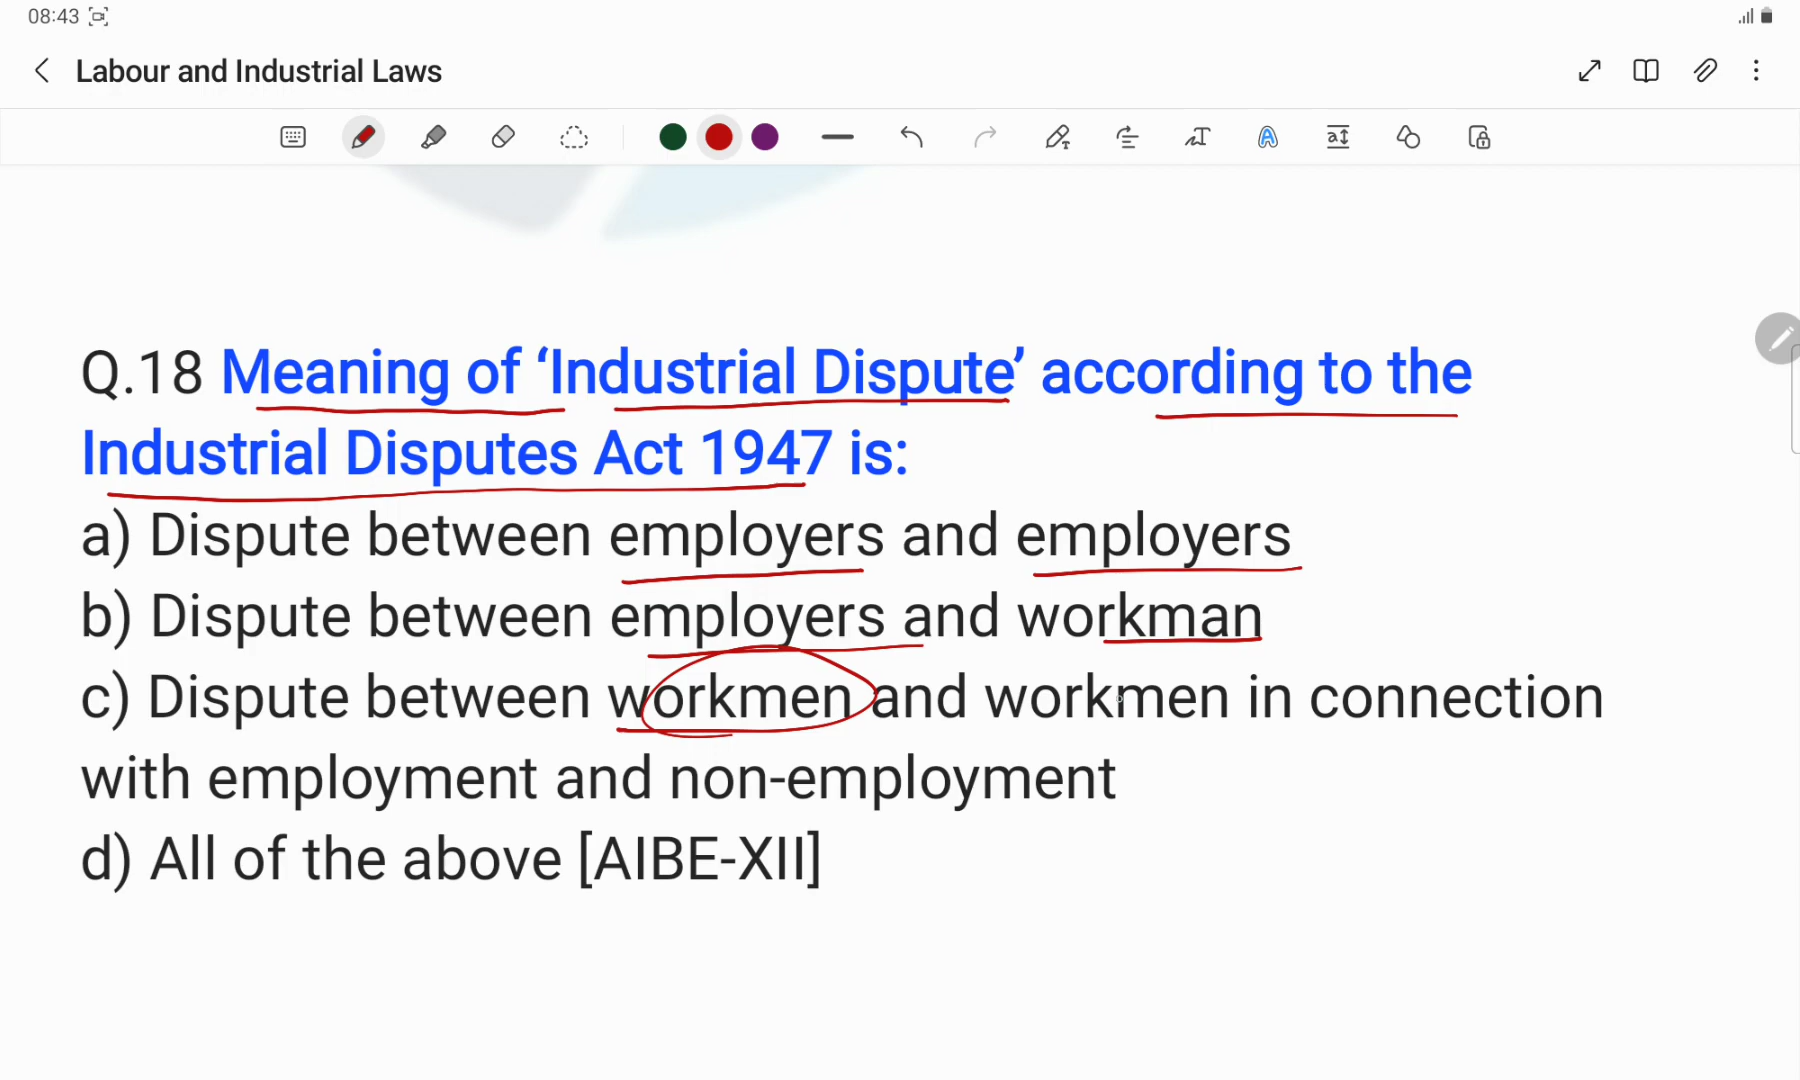 08:43
Labour and Industrial Laws
Q.18 Meaning of ‘Industrial Dispute’ according to the
Industrial Disputes Act 1947 is:
a) Dispute between employers and employers
b) Dispute between employers and workman
c) Dispute between workmen and workmen in connection
with employment and non-employment
d) All of the above [AIBE-XII]